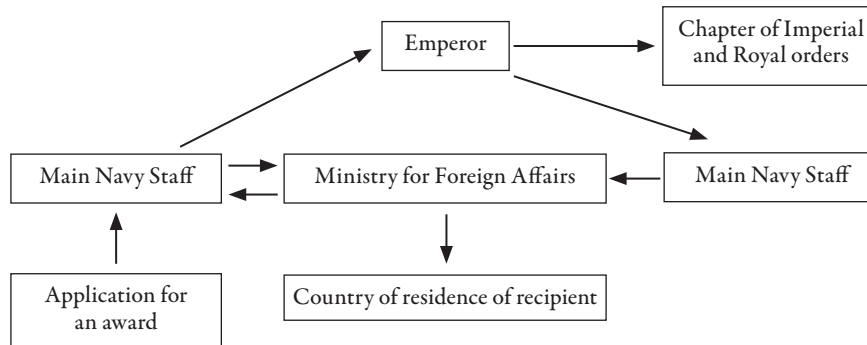 Emperor
Chapter of Imperial
and Royal orders
Main Navy Staff
Ministry for Foreign Affairs
Main Navy Staff
Application for
an award
Country of residence of recipient